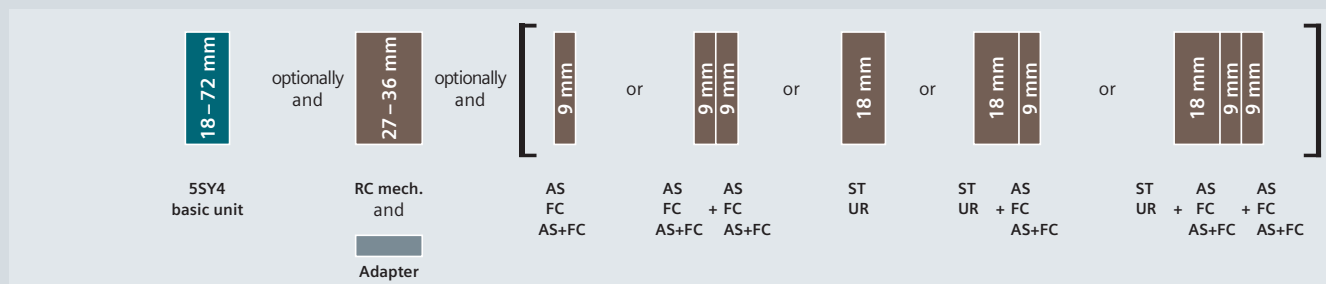 18 – 72 mm
optionally
and
27 – 36 mm
optionally
and
9 mm
or
9 mm
9 mm
or
18 mm
or
18 mm
9 mm
or
18 mm
9 mm
9 mm
5SY4
basic unit
RC mech.
and
Adapter
AS
FC
AS+FC
AS
FC
AS+FC
+
AS
FC
AS+FC
ST
UR
ST
UR
+
AS
FC
AS+FC
ST
UR
+
AS
FC
AS+FC
+
AS
FC
AS+FC